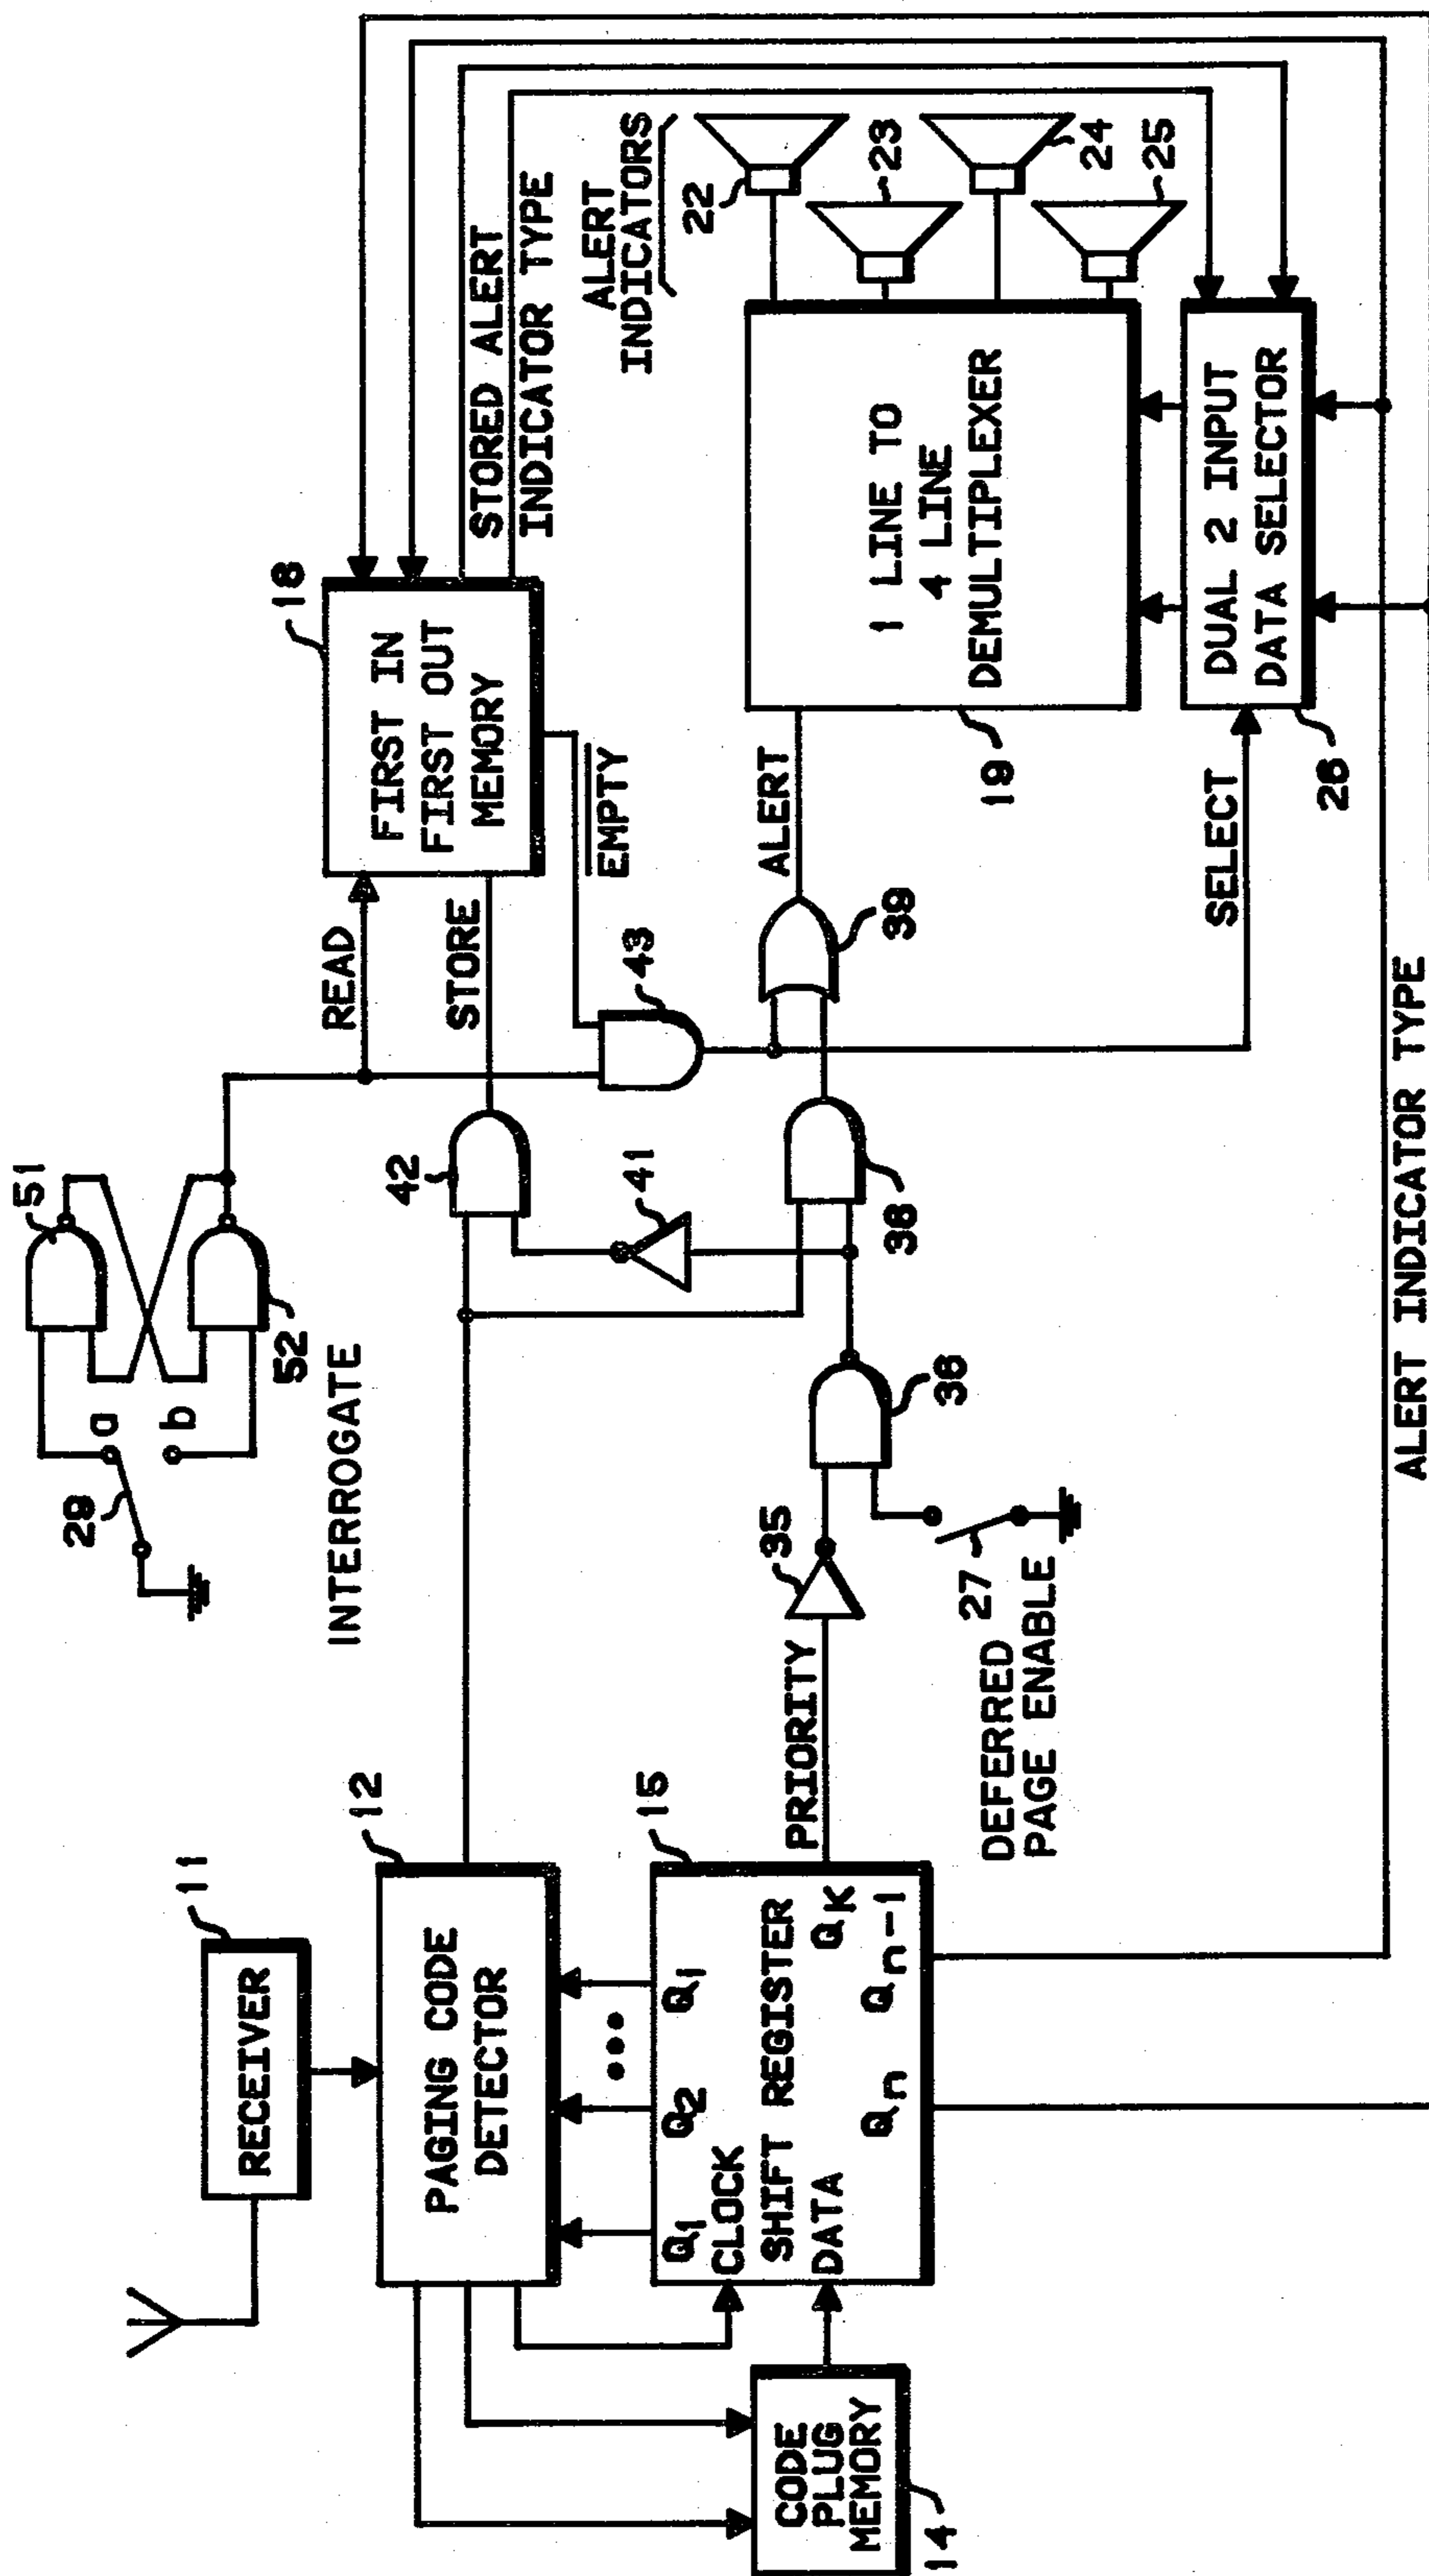 11
RECEIVER
12
PAGING CODE
DETECTOR
15
Q1
Q2
Qi
CLOCK
SHIFT REGISTER
DATA
QK
Qn
Qn-1
CODE
PLUG
MEMORY
14
29
a
b
51
52
INTERROGATE
PRIORITY
35
36
27
DEFERRED
PAGE ENABLE
42
41
38
READ
STORE
43
39
EMPTY
18
FIRST IN
FIRST OUT
MEMORY
STORED ALERT
INDICATOR TYPE
ALERT
INDICATORS
22
23
24
25
ALERT
1 LINE TO
4 LINE
DEMULTIPLEXER
19
SELECT
DUAL 2 INPUT
DATA SELECTOR
26
ALERT INDICATOR TYPE